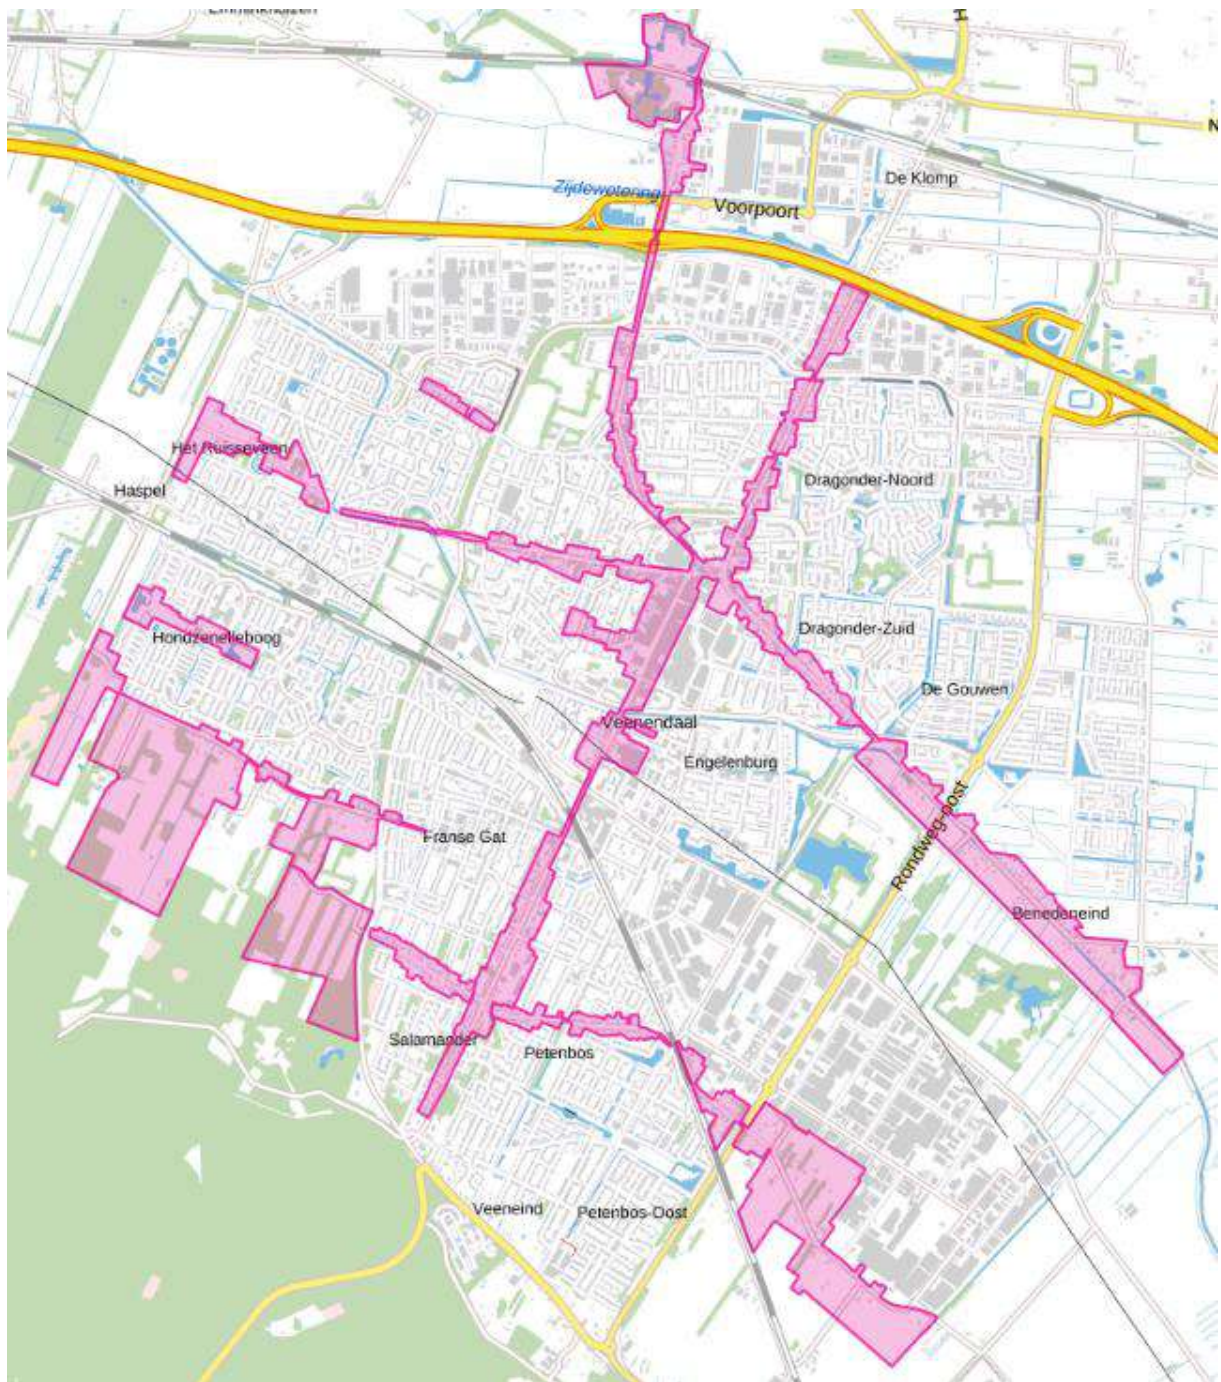 Emminkhuizen
H
N
De Klomp
Zijdewetering
Voorpoort
Het Ruisseveen
Dragonder-Noord
Haspel
Hondzenelleboog
Dragonder-Zuid
De Gouwen
Veenendaal
Engelenburg
Franse Gat
Rondweg-oost
Benedeneind
Salamander
Petenbos
Veeneind
Petenbos-Oost